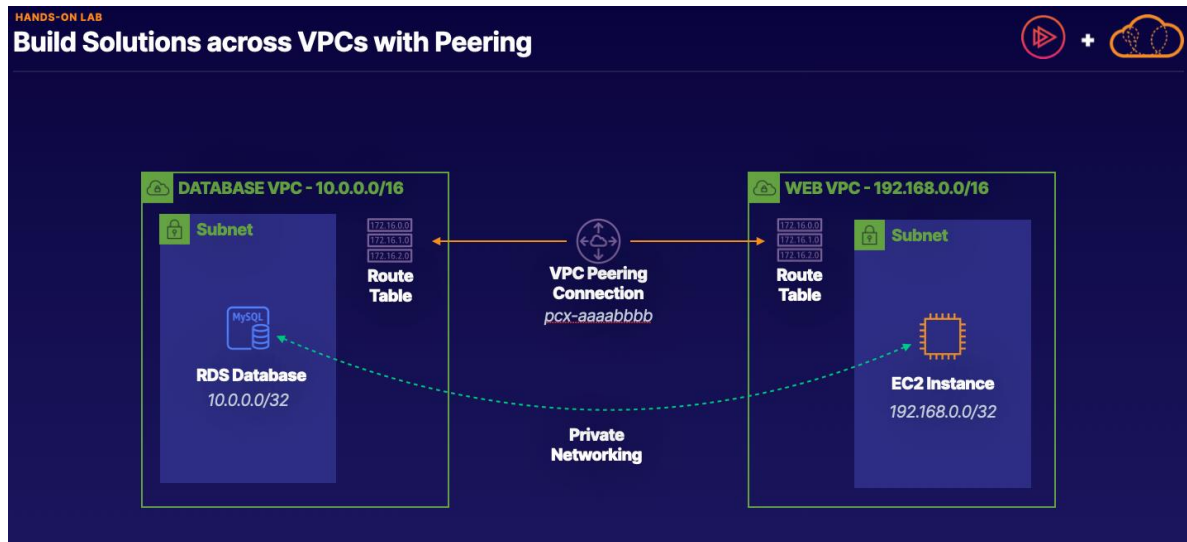 HANDS-ON LAB
Build Solutions across VPCs with Peering
+
DATABASE VPC - 10.0.0.0/16
Subnet
172.16.0.0
172.16.1.0
172.16.2.0
Route
Table
MySQL
RDS Database
10.0.0.0/32
VPC Peering
Connection
pcx-aaaabbbb
Private
Networking
WEB VPC - 192.168.0.0/16
172.16.0.0
172.16.1.0
172.16.2.0
Route
Table
Subnet
EC2 Instance
192.168.0.0/32